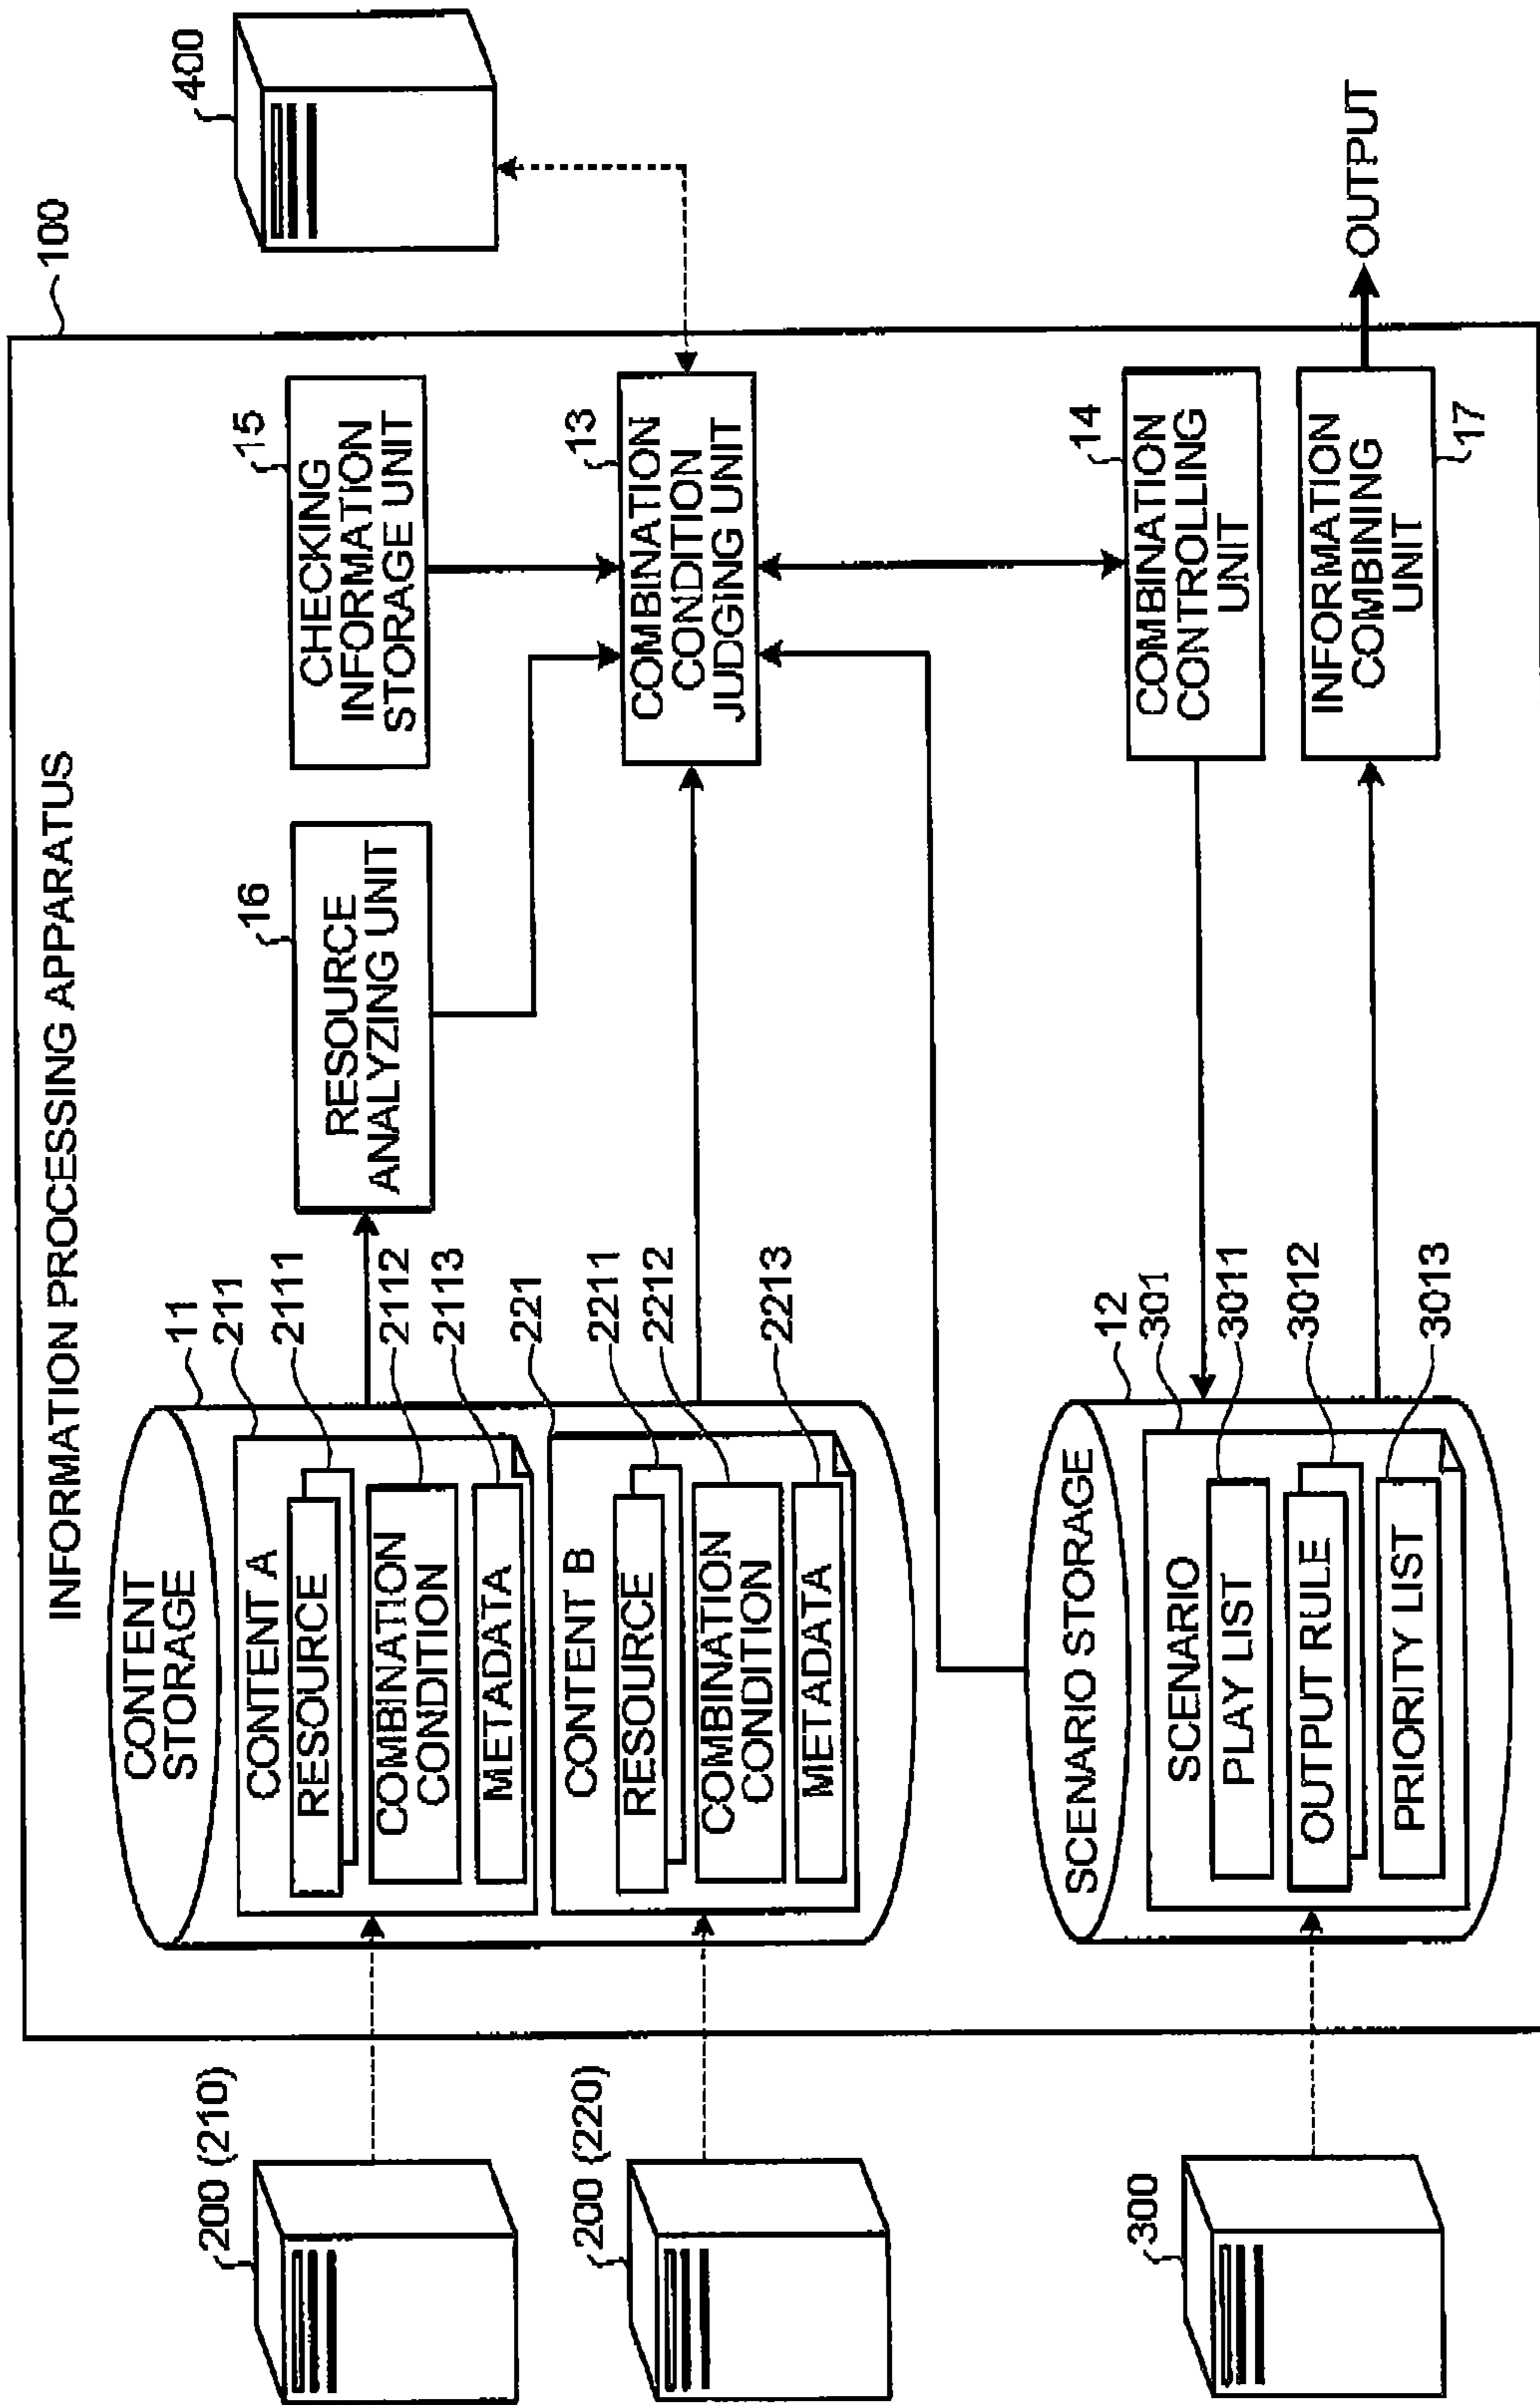 INFORMATION PROCESSING APPARATUS
100
200 (210)
200 (220)
300
400
CONTENT
STORAGE
11
CONTENT A
211
RESOURCE
2111
COMBINATION
CONDITION
2112
METADATA
2113
CONTENT B
221
RESOURCE
2211
COMBINATION
CONDITION
2212
METADATA
2213
SCENARIO STORAGE
12
SCENARIO
301
PLAY LIST
3011
OUTPUT RULE
3012
PRIORITY LIST
3013
16
RESOURCE
ANALYZING UNIT
15
CHECKING
INFORMATION
STORAGE UNIT
13
COMBINATION
CONDITION
JUDGING UNIT
14
COMBINATION
CONTROLLING
UNIT
INFORMATION
COMBINING
UNIT
17
OUTPUT